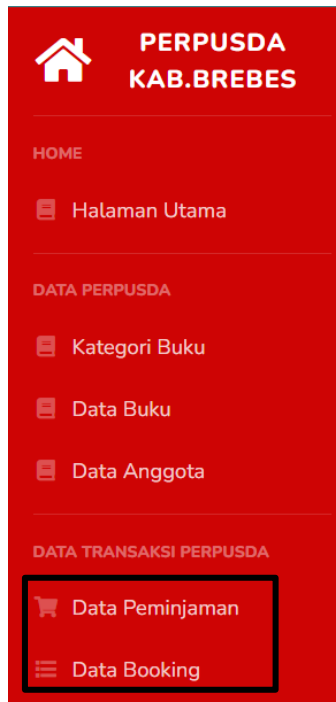 PERPUSDA
KAB.BREBES
HOME
Halaman Utama
DATA PERPUSDA
Kategori Buku
Data Buku
Data Anggota
DATA TRANSAKSI PERPUSDA
Data Peminjaman
Data Booking